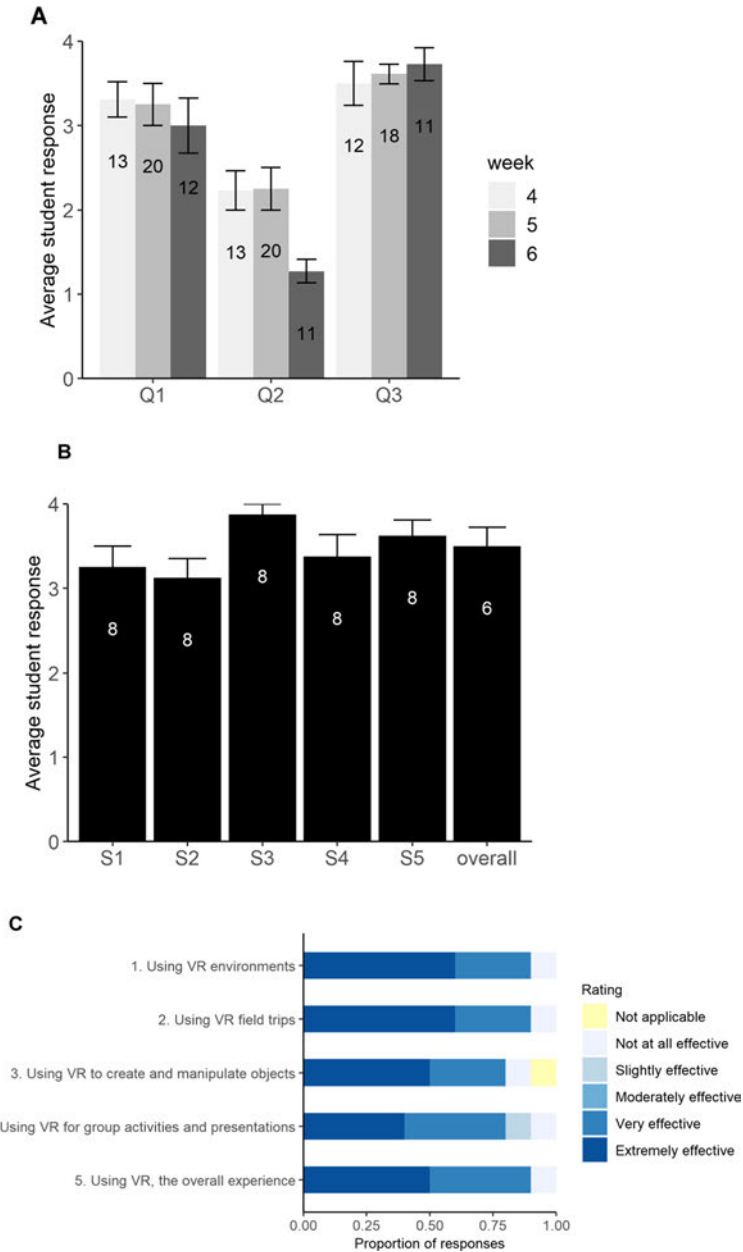 A
Average student response
4
3
2
1
0
13
20
12
13
20
11
12
18
11
Q1
Q2
Q3
week
4
5
6
B
Average student response
4
3
2
1
0
8
8
8
8
8
6
S1
S2
S3
S4
S5
overall
C
1. Using VR environments
2. Using VR field trips
3. Using VR to create and manipulate objects
Using VR for group activities and presentations
5. Using VR, the overall experience
0.00
0.25
0.50
0.75
1.00
Proportion of responses
Rating
Not applicable
Not at all effective
Slightly effective
Moderately effective
Very effective
Extremely effective